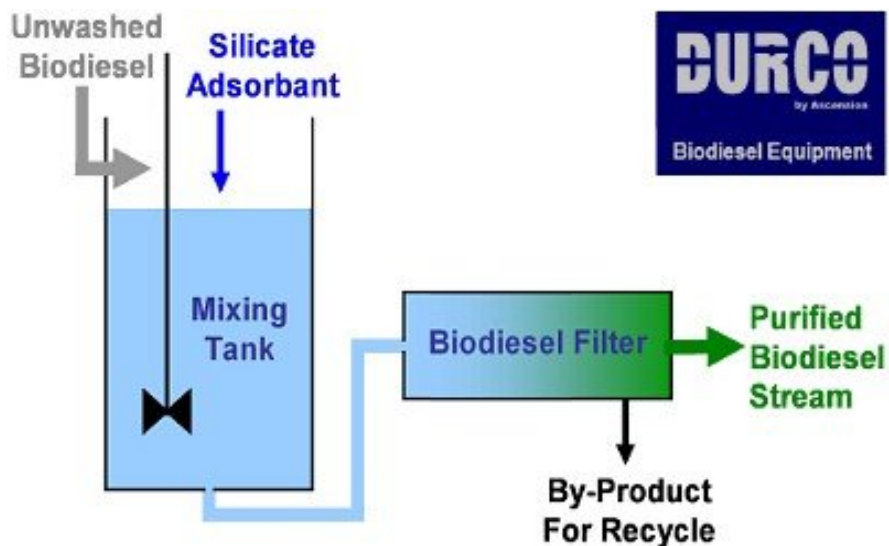 Unwashed
Biodiesel
Silicate
Adsorbant
DURCO
by Ascension
Biodiesel Equipment
Mixing
Tank
Biodiesel Filter
Purified
Biodiesel
Stream
By-Product
For Recycle